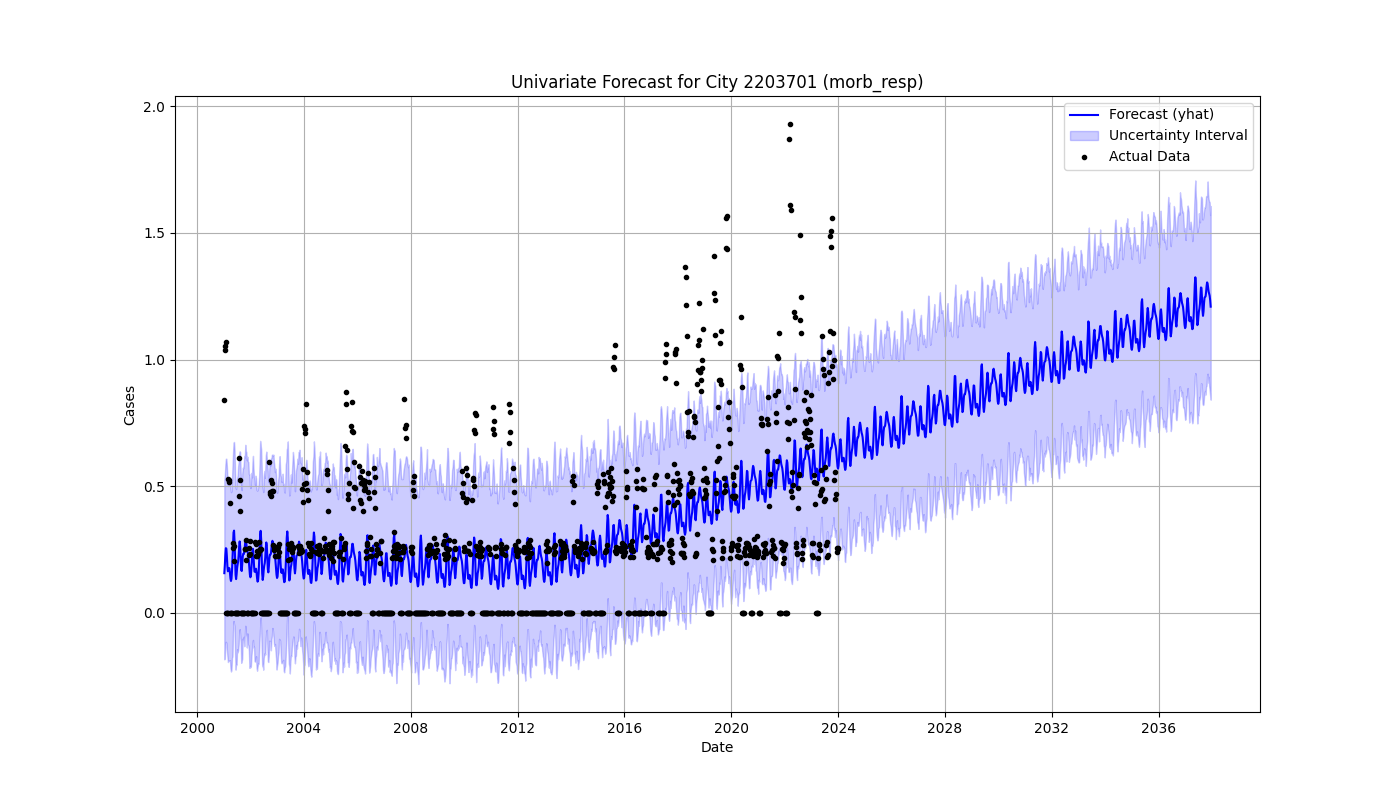 Univariate Forecast for City 2203701 (morb_resp)
Forecast (yhat)
Uncertainty Interval
Actual Data
Cases
2.0
1.5
1.0
0.5
0.0
2000 2004 2008 2012 2016 2020 2024 2028 2032 2036
Date